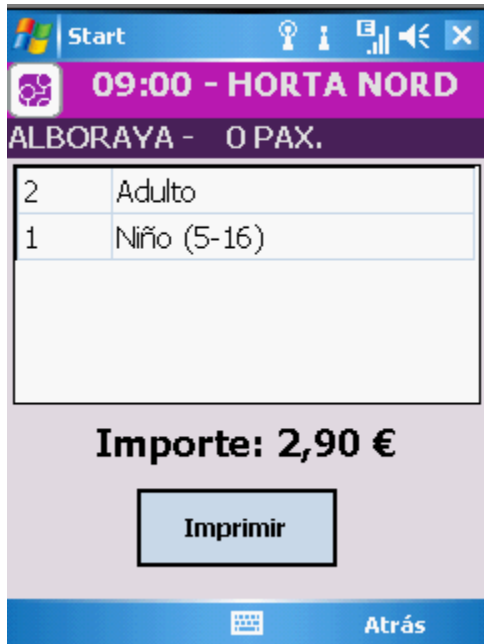 Start
09:00 - HORTA NORD
ALBORAYA - 0 PAX.
2 Adulto
1 Niño (5-16)
Importe: 2,90 €
Imprimir
Atrás